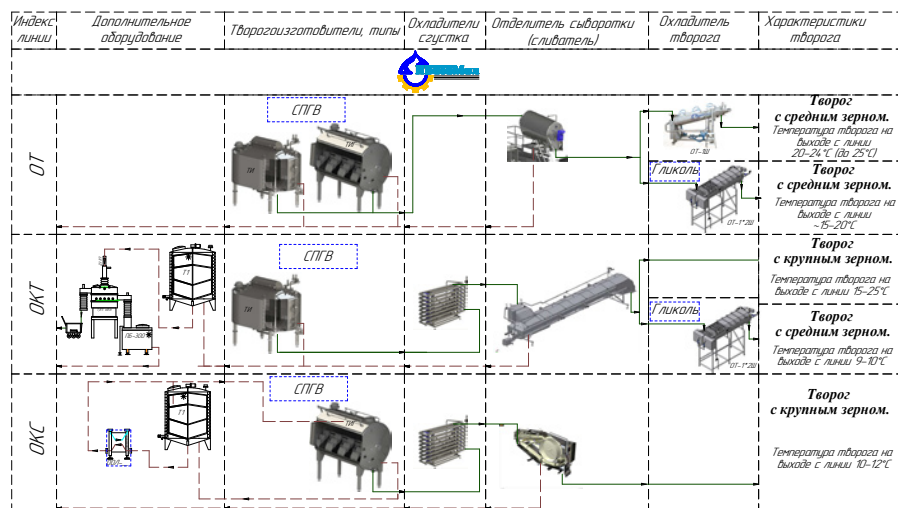 Индекс линии
Дополнительное оборудование
Творогоизготовители, типы
Охладители сгустка
Отделитель сыворотки (сливатель)
Охладитель творога
Характеристики творога
ОТ
СПГВ
ТИ
ТИ
ОТ-1Ш
Гликоль
ОТ-1*2Ш
Творог
с средним зерном.
Температура творога на
выходе с линии
20-24°С (до 25°С)
Творог
с средним зерном.
Температура творога на
выходе с линии
~15-20°С
ОКТ
Т1
ПБ-300
СПГВ
ТИ
Гликоль
ОТ-1*2Ш
Творог
с крупным зерном.
Температура творога на
выходе с линии 15-25°С
Творог
с средним зерном.
Температура творога на
выходе с линии 9-10°С
ОКС
Т1
СПГВ
ТИ
Творог
с крупным зерном.
Температура творога на
выходе с линии 10-12°С